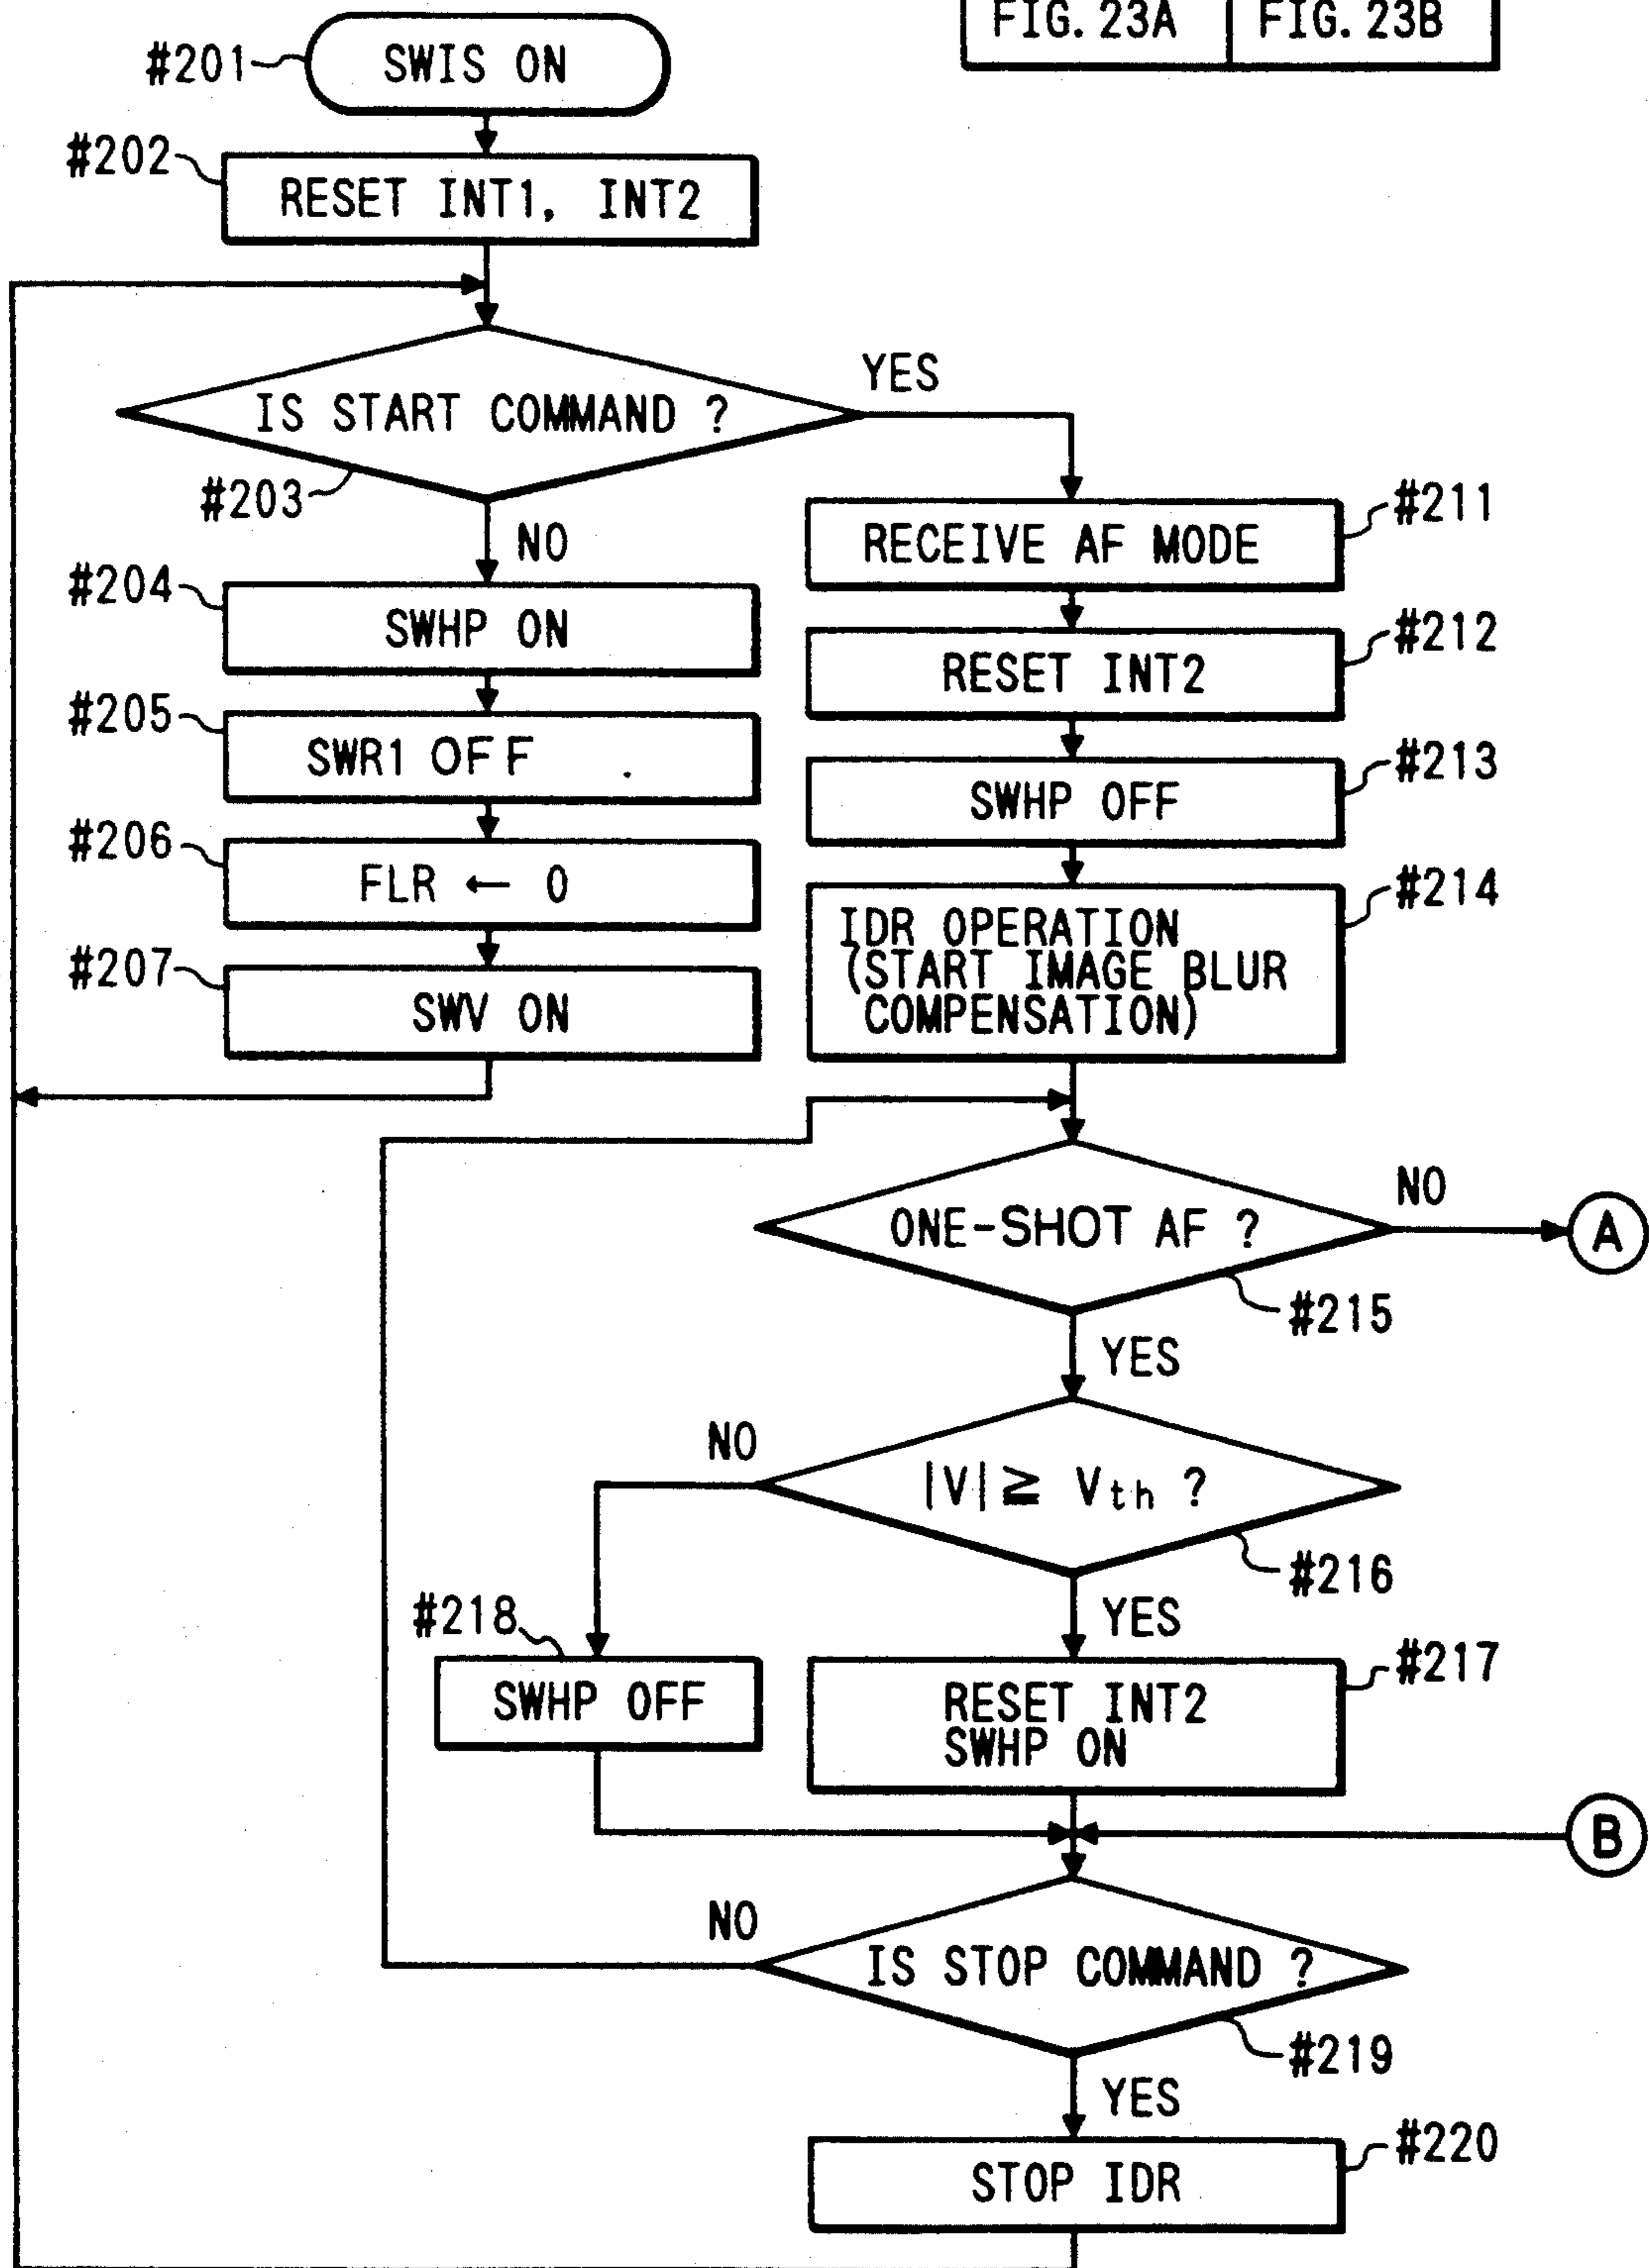 FIG. 23A FIG. 23B
#201 SWIS ON
#202 RESET INT1, INT2
IS START COMMAND ?
YES
#203
NO
#204 SWHP ON
#205 SWR1 OFF
#206 FLR ← 0
#207 SWV ON
RECEIVE AF MODE #211
RESET INT2 #212
SWHP OFF #213
IDR OPERATION #214
(START IMAGE BLUR
COMPENSATION)
ONE-SHOT AF ?
NO
A
#215
YES
|V| ≧ Vth ?
NO
#216
YES
#218
SWHP OFF
RESET INT2 #217
SWHP ON
B
IS STOP COMMAND ?
NO
#219
YES
STOP IDR #220